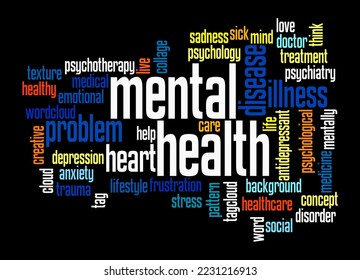 love
sadness
sick
mind
doctor
think
psychology
treatment
psychiatry
collage
live
psychotherapy
texture
medical
healthy
emotional
wordcloud
mental
disease
illness
creative
problem
help
care
life
antidepressant
psychological
mentally
medicine
depression
heart
health
cloud
anxiety
trauma
lifestyle
frustration
background
tag
stress
pattern
tagcloud
healthcare
concept
disorder
word
social
shutterstock.com · 2231216913